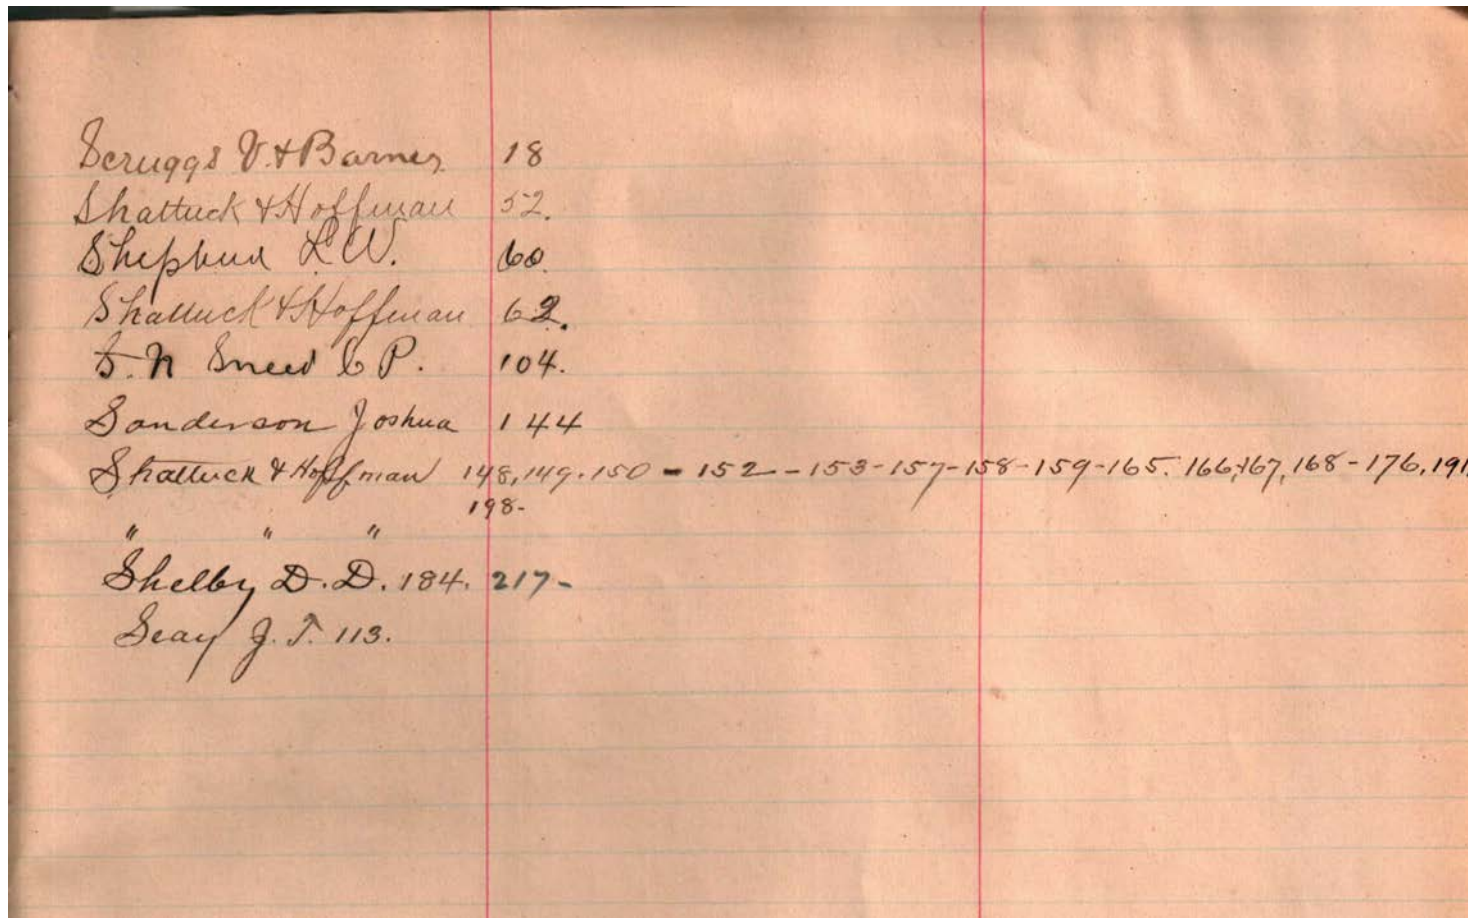 Scruggs V. & Barnes 18
Shattuck & Hoffman 52.
Shepherd L. W. 60.
Shattuck & Hoffman 62.
Sneed C P. 104.
Sanderson Joshua 144
Shattuck & Hoffman 148, 149. 150 - 152 - 153 - 157 - 158 - 159 - 165. 166, 167, 168 - 176, 191,
198-
" " "
Shelby D. D. 184. 217-
Seay J. T. 113.